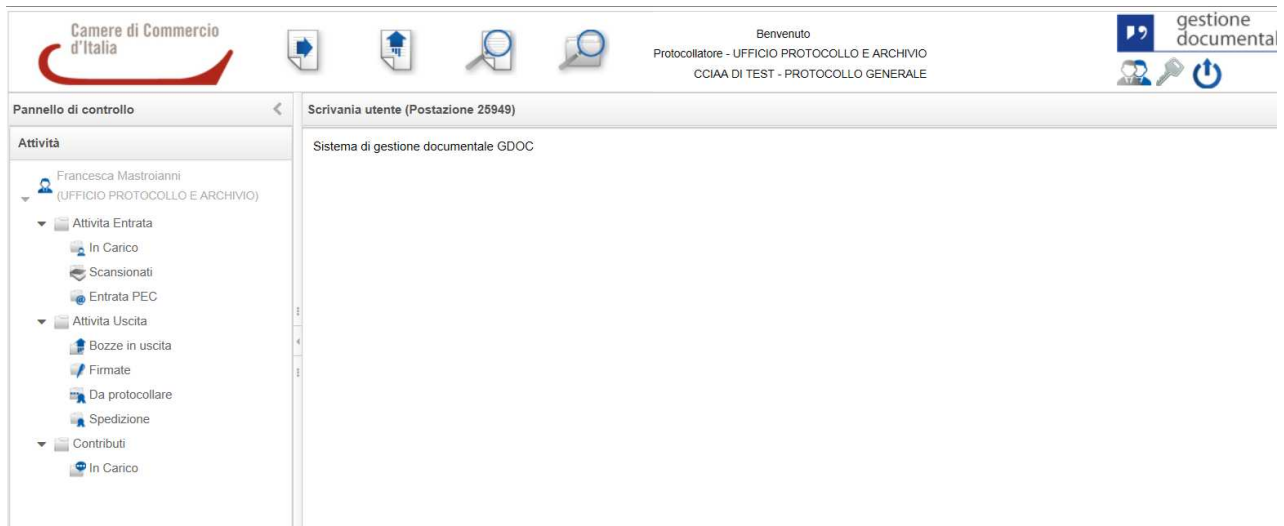 Camere di Commercio
d'Italia
Benvenuto
Protocollatore - UFFICIO PROTOCOLLO E ARCHIVIO
CCIAA DI TEST - PROTOCOLLO GENERALE
gestione
documental
Pannello di controllo
Scrivania utente (Postazione 25949)
Attività
Sistema di gestione documentale GDOC
Francesca Mastroianni
(UFFICIO PROTOCOLLO E ARCHIVIO)
Attivita Entrata
In Carico
Scansionati
Entrata PEC
Attivita Uscita
Bozze in uscita
Firmate
Da protocollare
Spedizione
Contributi
In Carico